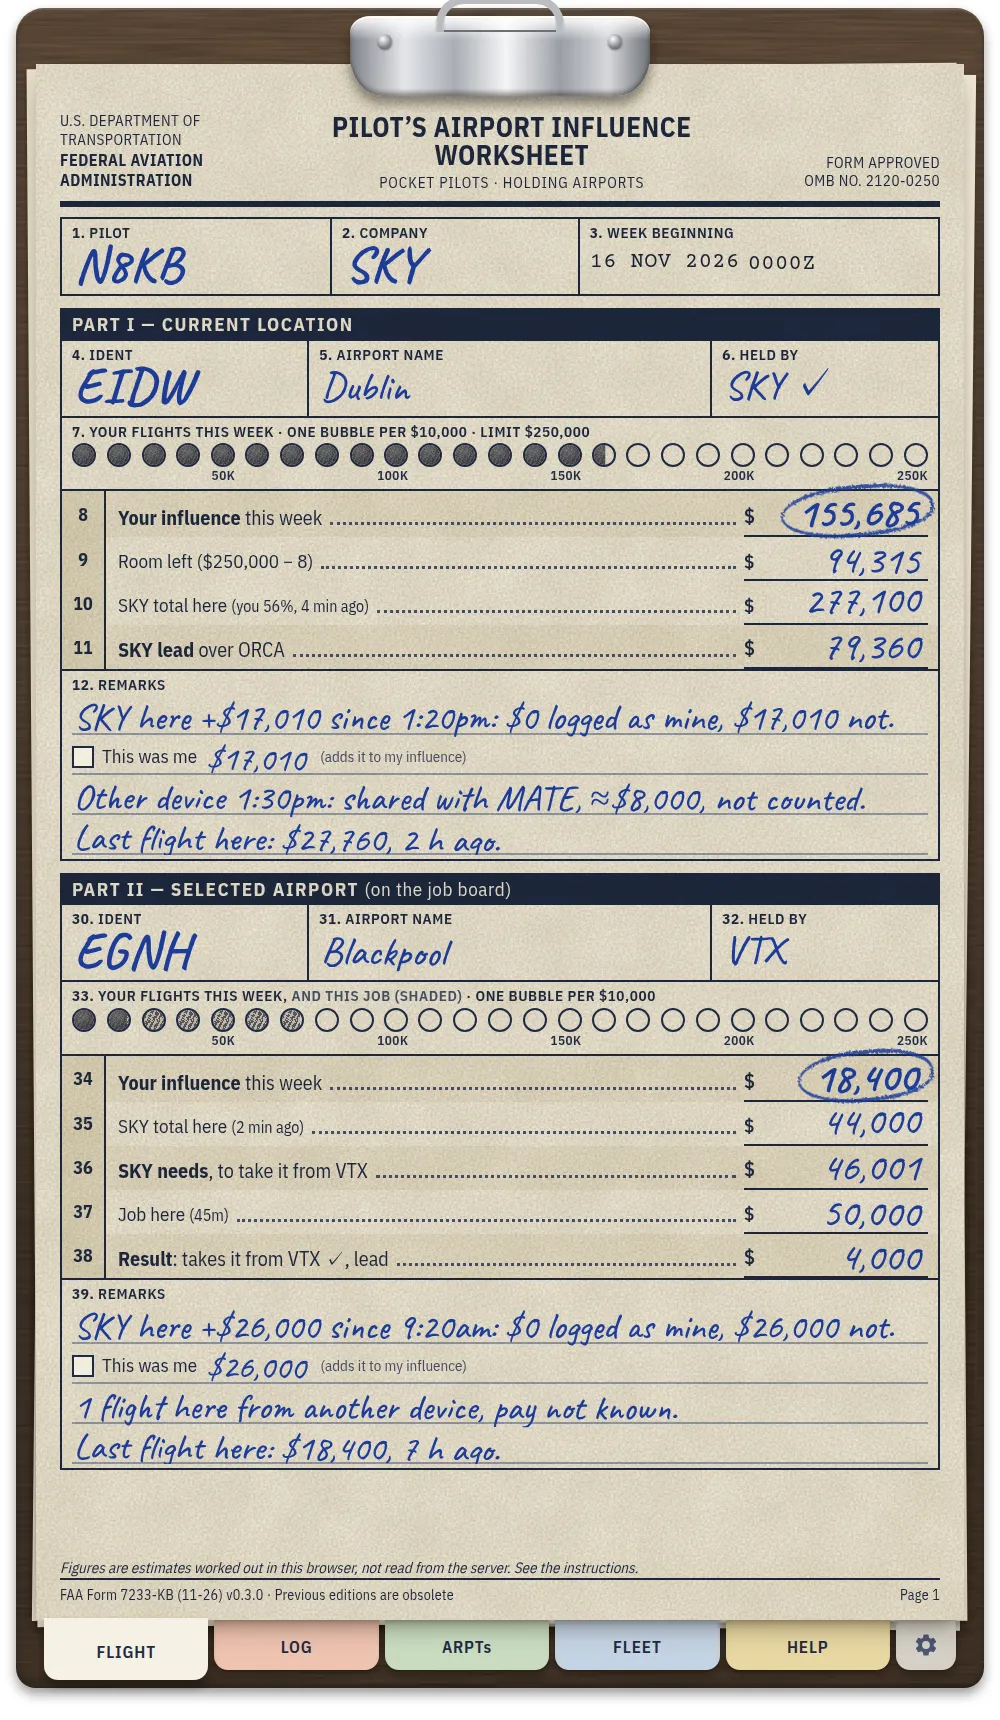 U.S. DEPARTMENT OF
TRANSPORTATION
FEDERAL AVIATION
ADMINISTRATION
PILOT’S AIRPORT INFLUENCE
WORKSHEET
POCKET PILOTS · HOLDING AIRPORTS
FORM APPROVED
OMB NO. 2120-0250
1. PILOT
N8KB
2. COMPANY
SKY
3. WEEK BEGINNING
16 NOV 2026 0000Z
PART I — CURRENT LOCATION
4. IDENT
EIDW
5. AIRPORT NAME
Dublin
6. HELD BY
SKY ✓
7. YOUR FLIGHTS THIS WEEK · ONE BUBBLE PER $10,000 · LIMIT $250,000
50K 100K 150K 200K 250K
8 Your influence this week $ 155,685
9 Room left ($250,000 – 8) $ 94,315
10 SKY total here (you 56%, 4 min ago) $ 277,100
11 SKY lead over ORCA $ 79,360
12. REMARKS
SKY here +$17,010 since 1:20pm: $0 logged as mine, $17,010 not.
This was me $17,010 (adds it to my influence)
Other device 1:30pm: shared with MATE, ≈$8,000, not counted.
Last flight here: $27,760, 2 h ago.
PART II — SELECTED AIRPORT (on the job board)
30. IDENT
EGNH
31. AIRPORT NAME
Blackpool
32. HELD BY
VTX
33. YOUR FLIGHTS THIS WEEK, AND THIS JOB (SHADED) · ONE BUBBLE PER $10,000
50K 100K 150K 200K 250K
34 Your influence this week $ 18,400
35 SKY total here (2 min ago) $ 44,000
36 SKY needs, to take it from VTX $ 46,001
37 Job here (45m) $ 50,000
38 Result: takes it from VTX ✓, lead $ 4,000
39. REMARKS
SKY here +$26,000 since 9:20am: $0 logged as mine, $26,000 not.
This was me $26,000 (adds it to my influence)
1 flight here from another device, pay not known.
Last flight here: $18,400, 7 h ago.
Figures are estimates worked out in this browser, not read from the server. See the instructions.
FAA Form 7233-KB (11-26) v0.3.0 · Previous editions are obsolete
Page 1
FLIGHT
LOG
ARPTs
FLEET
HELP